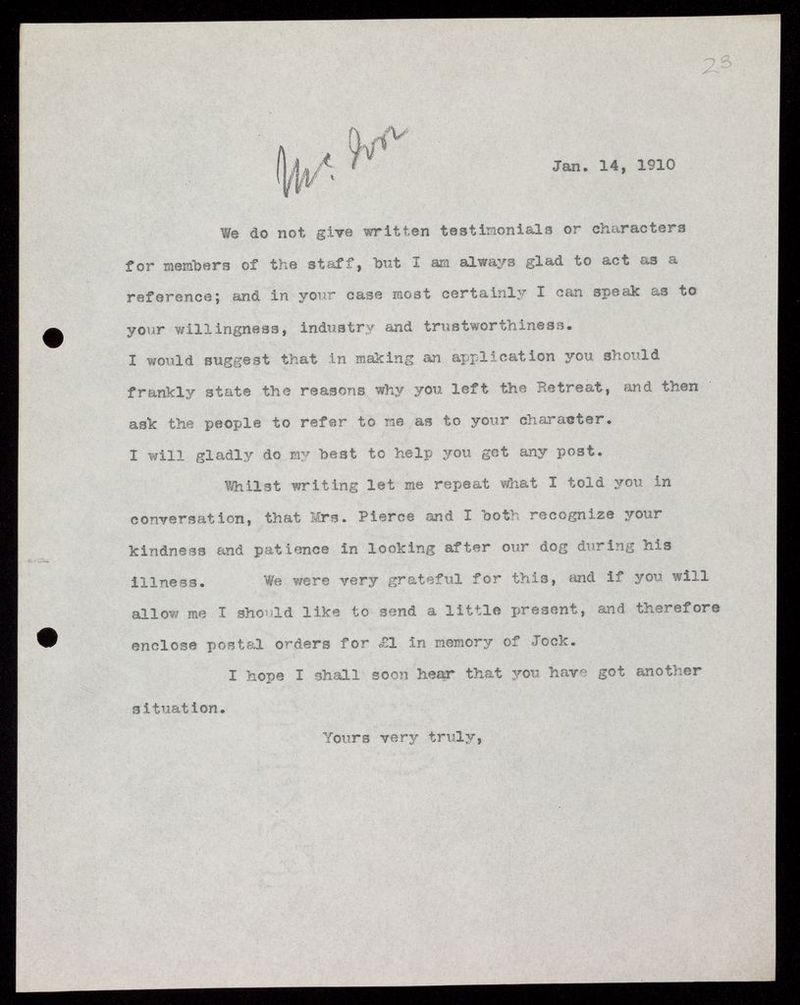 23
Mc. Ivor
Jan. 14, 1910
We do not give written testimonials or characters
for members of the staff, but I am always glad to act as a
reference; and in your case most certainly I can speak as to
your willingness, industry and trustworthiness.
I would suggest that in making an application you should
frankly state the reasons why you left the Retreat, and then
ask the people to refer to me as to your character.
I will gladly do my best to help you get any post.
Whilst writing let me repeat what I told you in
conversation, that Mrs. Pierce and I both recognize your
kindness and patience in looking after our dog during his
illness. We were very grateful for this, and if you will
allow me I should like to send a little present, and therefore
enclose postal orders for £1 in memory of Jock.
I hope I shall soon hear that you have got another
situation.
Yours very truly,